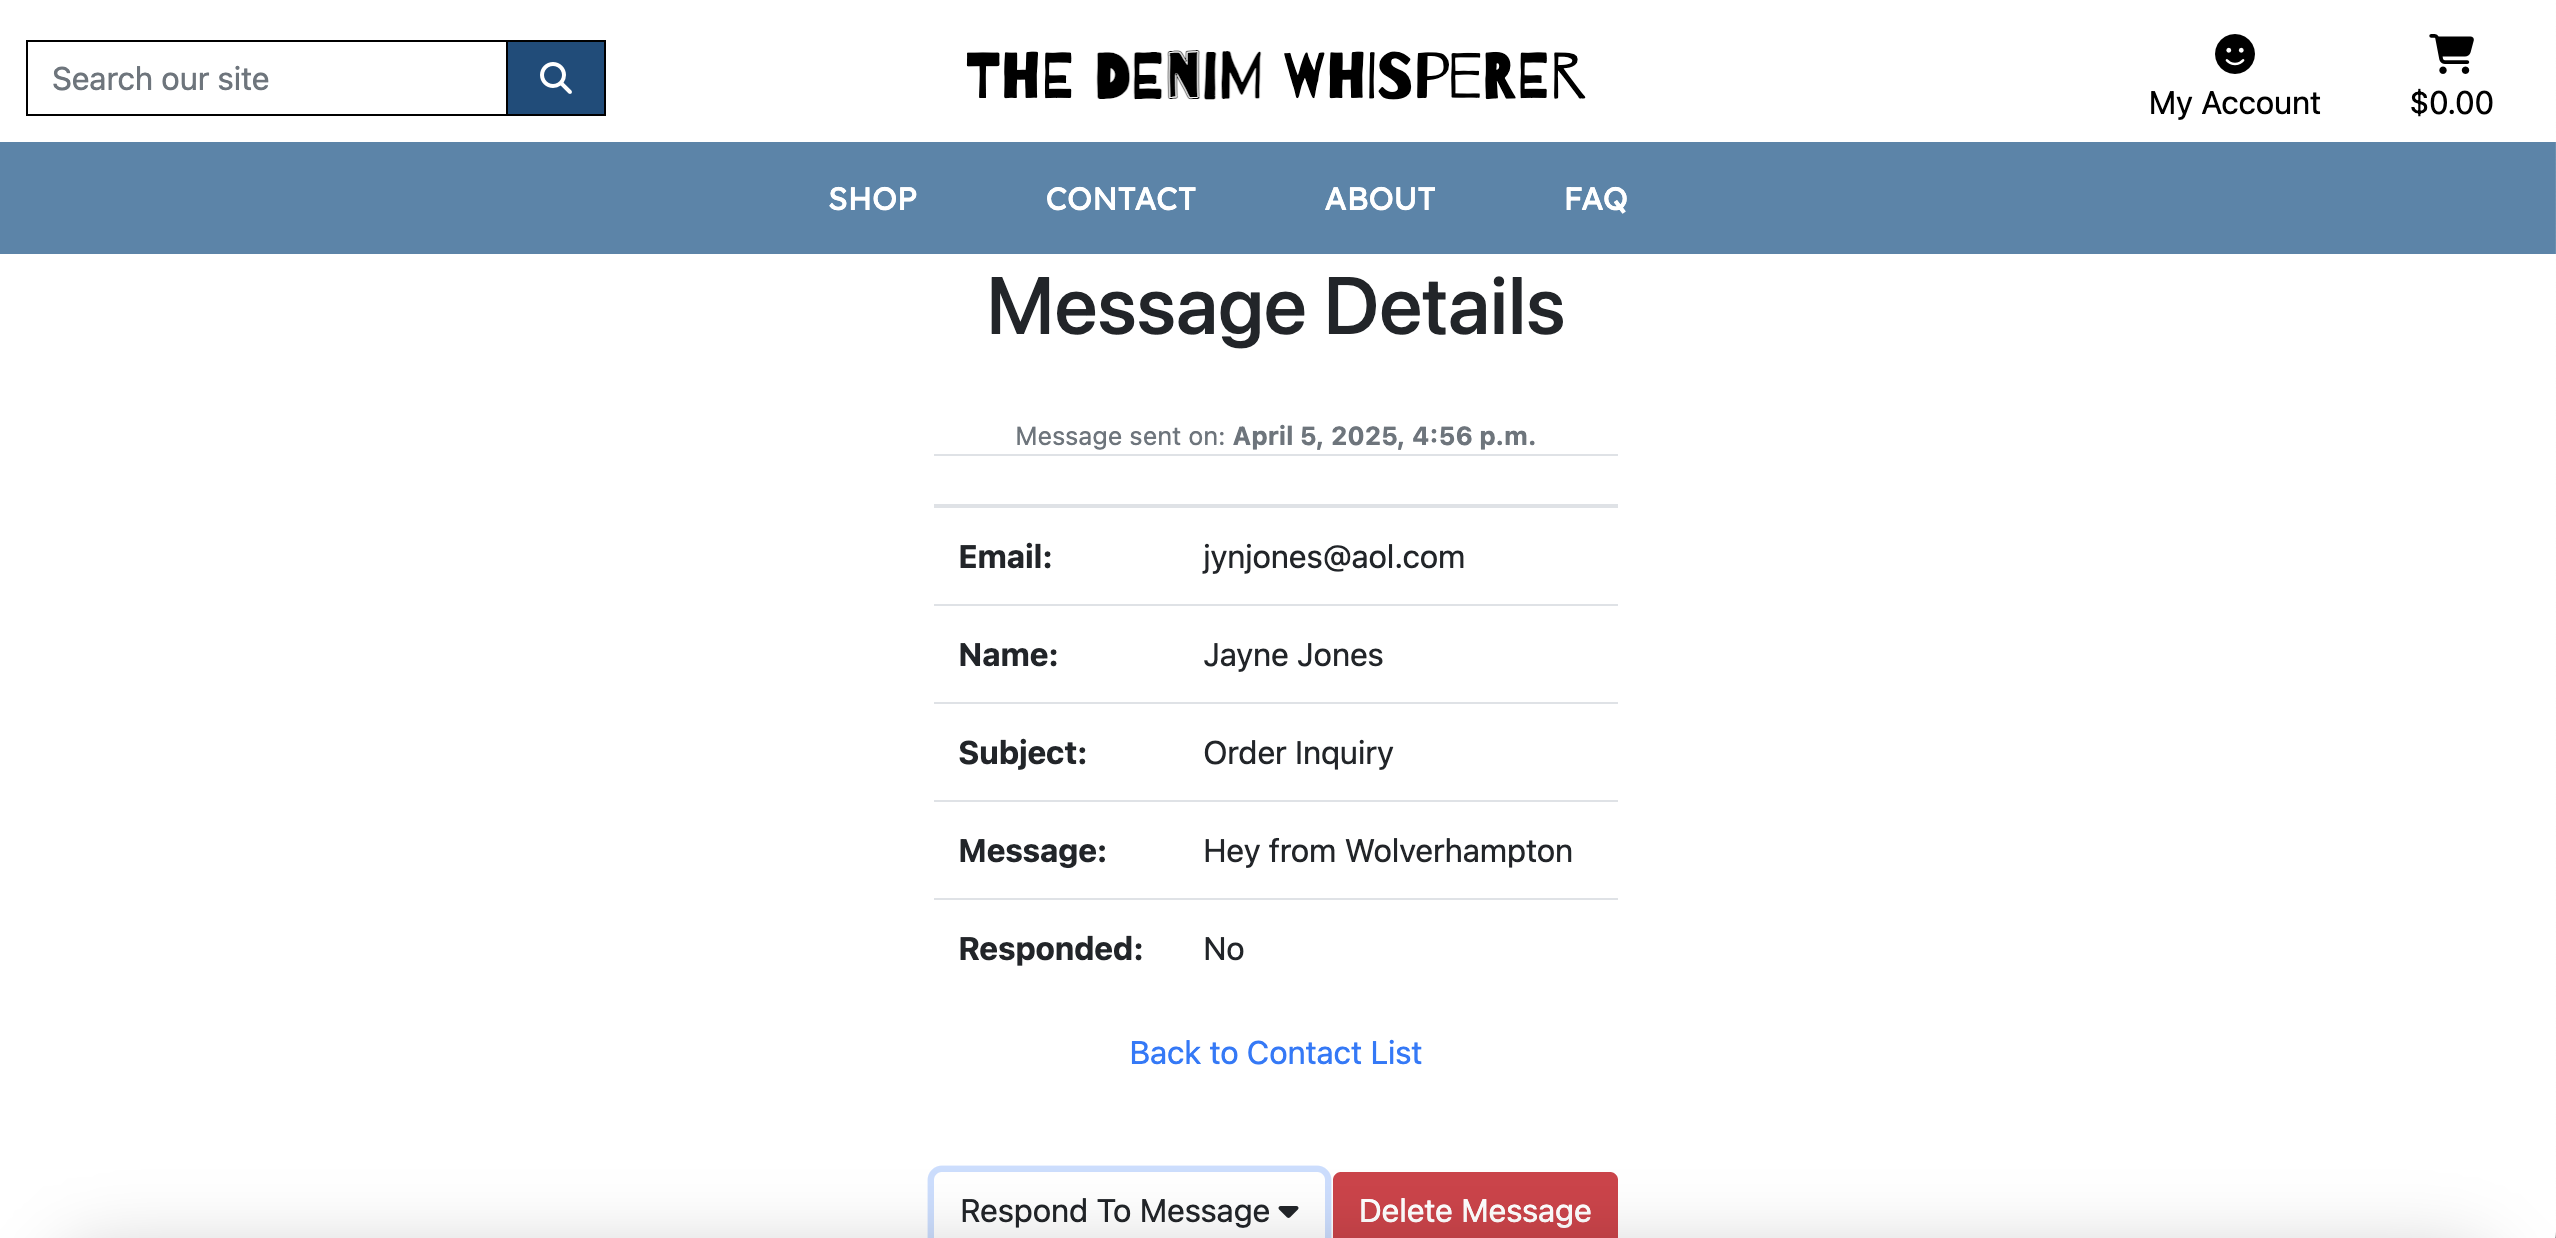 Search our site
THE DENIM WHISPERER
My Account
$0.00
SHOP CONTACT ABOUT FAQ
Message Details
Message sent on: April 5, 2025, 4:56 p.m.
Email: jynjones@aol.com
Name: Jayne Jones
Subject: Order Inquiry
Message: Hey from Wolverhampton
Responded: No
Back to Contact List
Respond To Message Delete Message